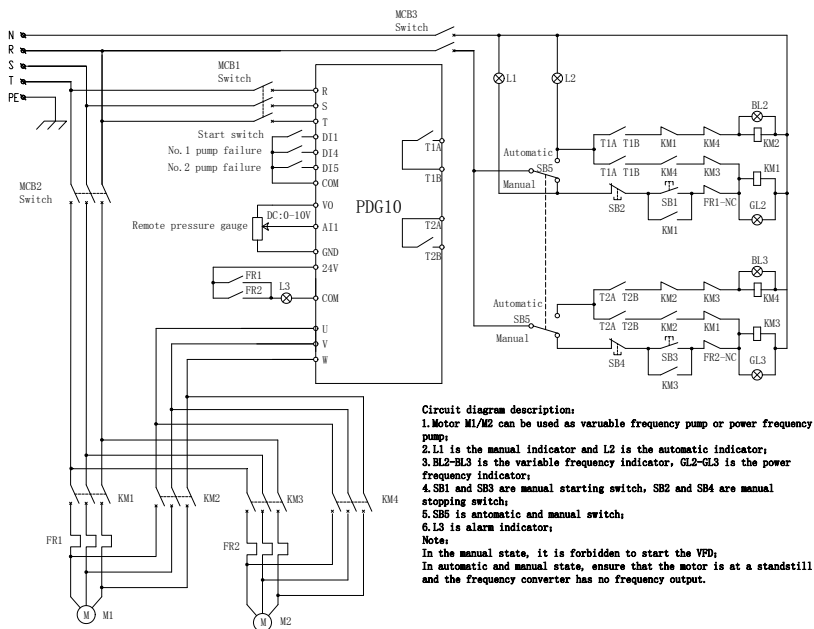 MCB3
Switch
N
R
S
T
PE
MCB1
Switch
R
S
T
Start switch
DI1
No.1 pump failure
DI4
No.2 pump failure
DI5
COM
MCB2
Switch
VO
DC:0-10V
Remote pressure gauge
AI1
GND
24V
FR1
FR2
L3
COM
U
V
W
PDG10
T1A
T1B
T2A
T2B
L1
L2
BL2
Automatic
SB5
Manual
T1A T1B
KM1
KM4
KM2
T1A T1B
KM4
KM3
KM1
SB2
SB1
FR1-NC
GL2
KM1
BL3
Automatic
SB5
Manual
T2A T2B
KM2
KM3
KM4
T2A T2B
KM2
KM1
KM3
SB4
SB3
FR2-NC
GL3
KM3
KM1
KM2
KM3
KM4
FR1
FR2
M
M1
M
M2
Circuit diagram description:
1.Motor M1/M2 can be used as varuable frequency pump or power frequency
pump;
2.L1 is the manual indicator and L2 is the automatic indicator;
3.BL2-BL3 is the variable frequency indicator, GL2-GL3 is the power
frequency indicator;
4.SB1 and SB3 are manual starting switch, SB2 and SB4 are manual
stopping switch;
5.SB5 is antomatic and manual switch;
6.L3 is alarm indicator;
Note:
In the manual state, it is forbidden to start the VFD;
In automatic and manual state, ensure that the motor is at a standstill
and the frequency converter has no frequency output.